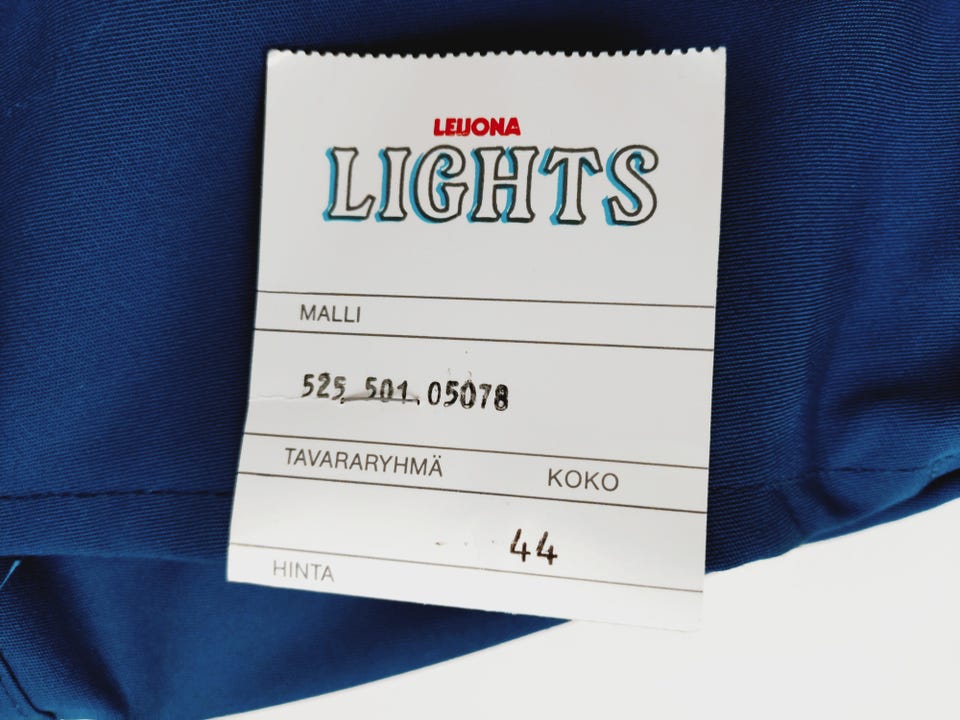 LEIJONA
LIGHTS
MALLI
525 501.05078
TAVARARYHMÄ KOKO
44
HINTA